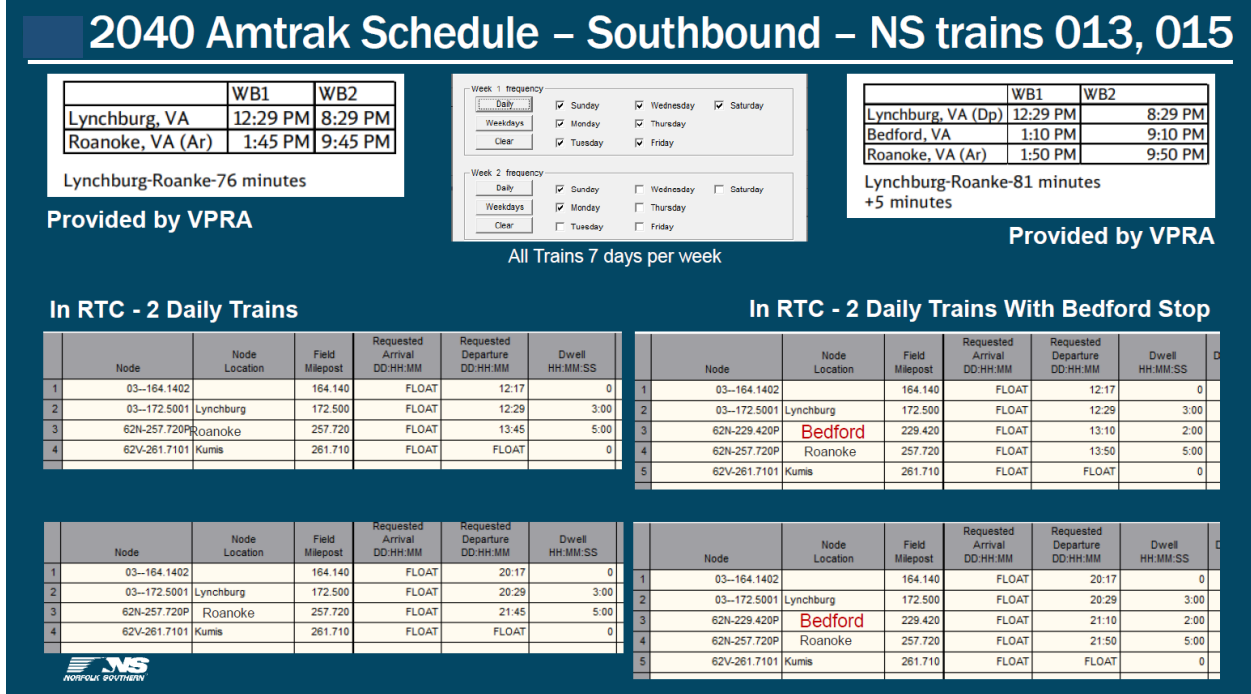 2040 Amtrak Schedule – Southbound – NS trains 013, 015
WB1 WB2
Lynchburg, VA 12:29 PM 8:29 PM
Roanoke, VA (Ar) 1:45 PM 9:45 PM
Lynchburg-Roanke-76 minutes
Provided by VPRA
Week 1 frequency
Daily Sunday Wednesday Saturday
Weekdays Monday Thursday
Clear Tuesday Friday
Week 2 frequency
Daily Sunday Wednesday Saturday
Weekdays Monday Thursday
Clear Tuesday Friday
All Trains 7 days per week
WB1 WB2
Lynchburg, VA (Dp) 12:29 PM 8:29 PM
Bedford, VA 1:10 PM 9:10 PM
Roanoke, VA (Ar) 1:50 PM 9:50 PM
Lynchburg-Roanke-81 minutes
+5 minutes
Provided by VPRA
In RTC - 2 Daily Trains
Node Node Location Field Milepost Requested Arrival DD:HH:MM Requested Departure DD:HH:MM Dwell HH:MM:SS
1 03--164.1402 164.140 FLOAT 12:17 0
2 03--172.5001 Lynchburg 172.500 FLOAT 12:29 3:00
3 62N-257.720P Roanoke 257.720 FLOAT 13:45 5:00
4 62V-261.7101 Kumis 261.710 FLOAT FLOAT 0
Node Node Location Field Milepost Requested Arrival DD:HH:MM Requested Departure DD:HH:MM Dwell HH:MM:SS
1 03--164.1402 164.140 FLOAT 20:17 0
2 03--172.5001 Lynchburg 172.500 FLOAT 20:29 3:00
3 62N-257.720P Roanoke 257.720 FLOAT 21:45 5:00
4 62V-261.7101 Kumis 261.710 FLOAT FLOAT 0
In RTC - 2 Daily Trains With Bedford Stop
Node Node Location Field Milepost Requested Arrival DD:HH:MM Requested Departure DD:HH:MM Dwell HH:MM:SS D
1 03--164.1402 164.140 FLOAT 12:17 0
2 03--172.5001 Lynchburg 172.500 FLOAT 12:29 3:00
3 62N-229.420P Bedford 229.420 FLOAT 13:10 2:00
4 62N-257.720P Roanoke 257.720 FLOAT 13:50 5:00
5 62V-261.7101 Kumis 261.710 FLOAT FLOAT 0
Node Node Location Field Milepost Requested Arrival DD:HH:MM Requested Departure DD:HH:MM Dwell HH:MM:SS D
1 03--164.1402 164.140 FLOAT 20:17 0
2 03--172.5001 Lynchburg 172.500 FLOAT 20:29 3:00
3 62N-229.420P Bedford 229.420 FLOAT 21:10 2:00
4 62N-257.720P Roanoke 257.720 FLOAT 21:50 5:00
5 62V-261.7101 Kumis 261.710 FLOAT FLOAT 0
NS
NORFOLK SOUTHERN